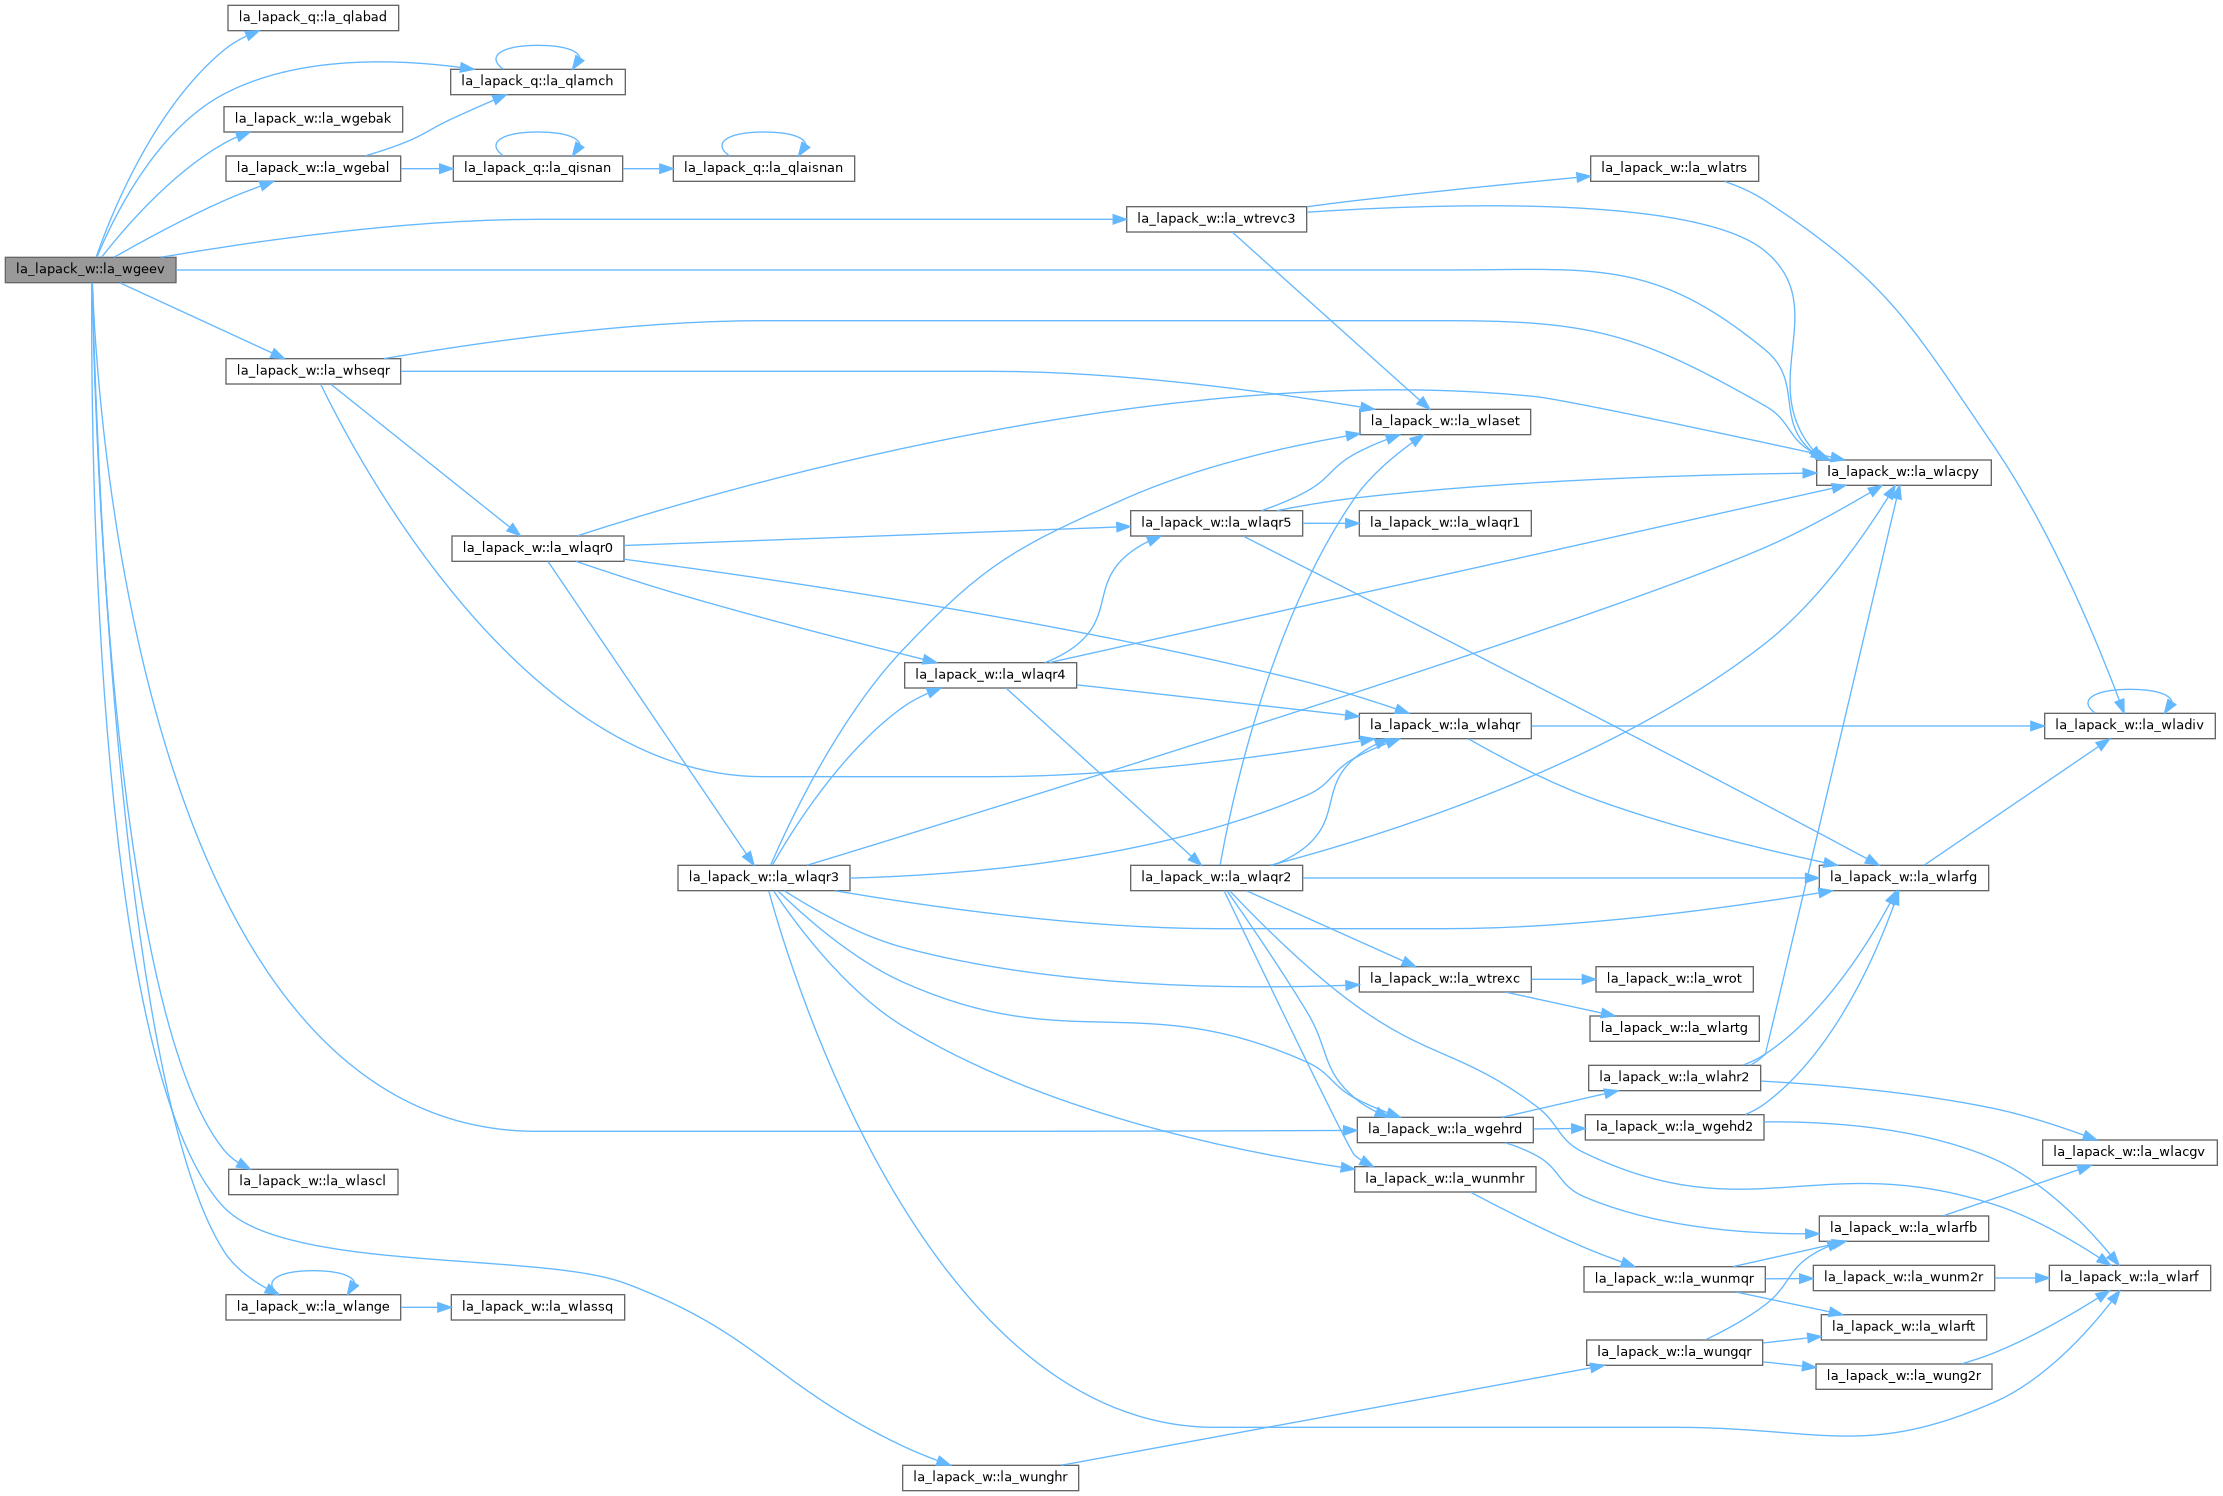 la_lapack_q::la_qlabad
la_lapack_q::la_qlamch
la_lapack_w::la_wgebak
la_lapack_w::la_wgebal
la_lapack_q::la_qisnan
la_lapack_q::la_qlaisnan
la_lapack_w::la_wlatrs
la_lapack_w::la_wtrevc3
la_lapack_w::la_wgeev
la_lapack_w::la_whseqr
la_lapack_w::la_wlaset
la_lapack_w::la_wlacpy
la_lapack_w::la_wlaqr5
la_lapack_w::la_wlaqr1
la_lapack_w::la_wlaqr0
la_lapack_w::la_wlaqr4
la_lapack_w::la_wlahqr
la_lapack_w::la_wladiv
la_lapack_w::la_wlaqr3
la_lapack_w::la_wlaqr2
la_lapack_w::la_wlarfg
la_lapack_w::la_wtrexc
la_lapack_w::la_wrot
la_lapack_w::la_wlartg
la_lapack_w::la_wlahr2
la_lapack_w::la_wgehrd
la_lapack_w::la_wgehd2
la_lapack_w::la_wlacgv
la_lapack_w::la_wlascl
la_lapack_w::la_wunmhr
la_lapack_w::la_wlarfb
la_lapack_w::la_wunmqr
la_lapack_w::la_wunm2r
la_lapack_w::la_wlarf
la_lapack_w::la_wlange
la_lapack_w::la_wlassq
la_lapack_w::la_wlarft
la_lapack_w::la_wungqr
la_lapack_w::la_wung2r
la_lapack_w::la_wunghr